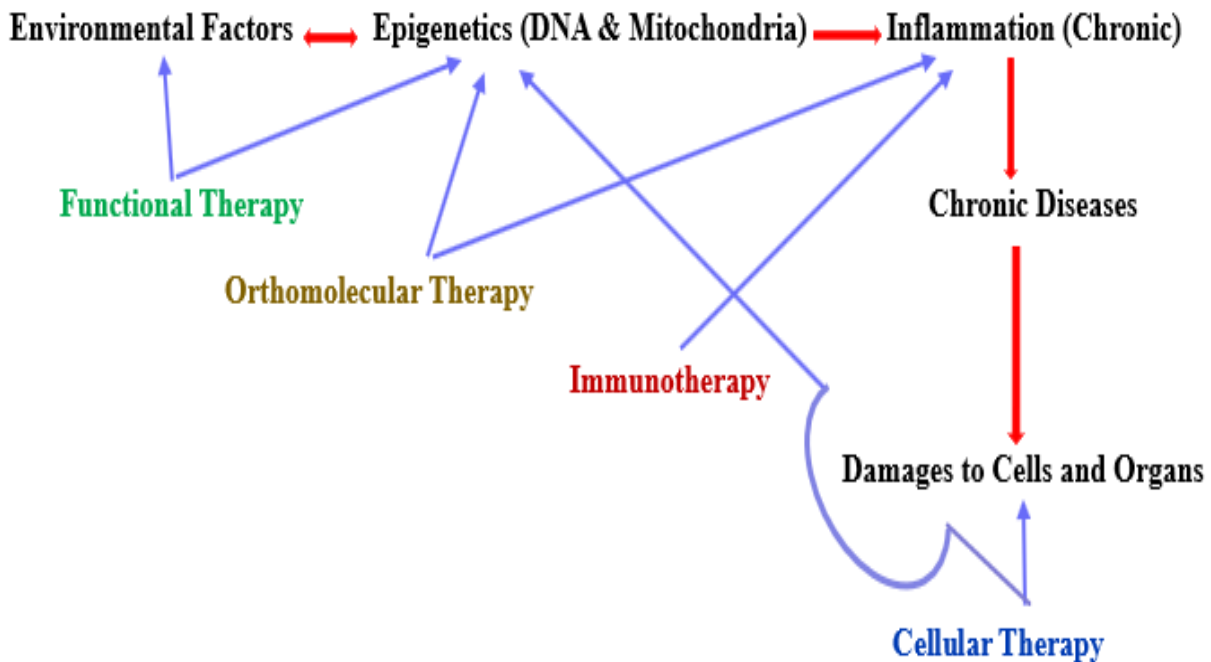 Environmental Factors Epigenetics (DNA & Mitochondria) Inflammation (Chronic)
Functional Therapy Chronic Diseases
Orthomolecular Therapy
Immunotherapy
Damages to Cells and Organs
Cellular Therapy